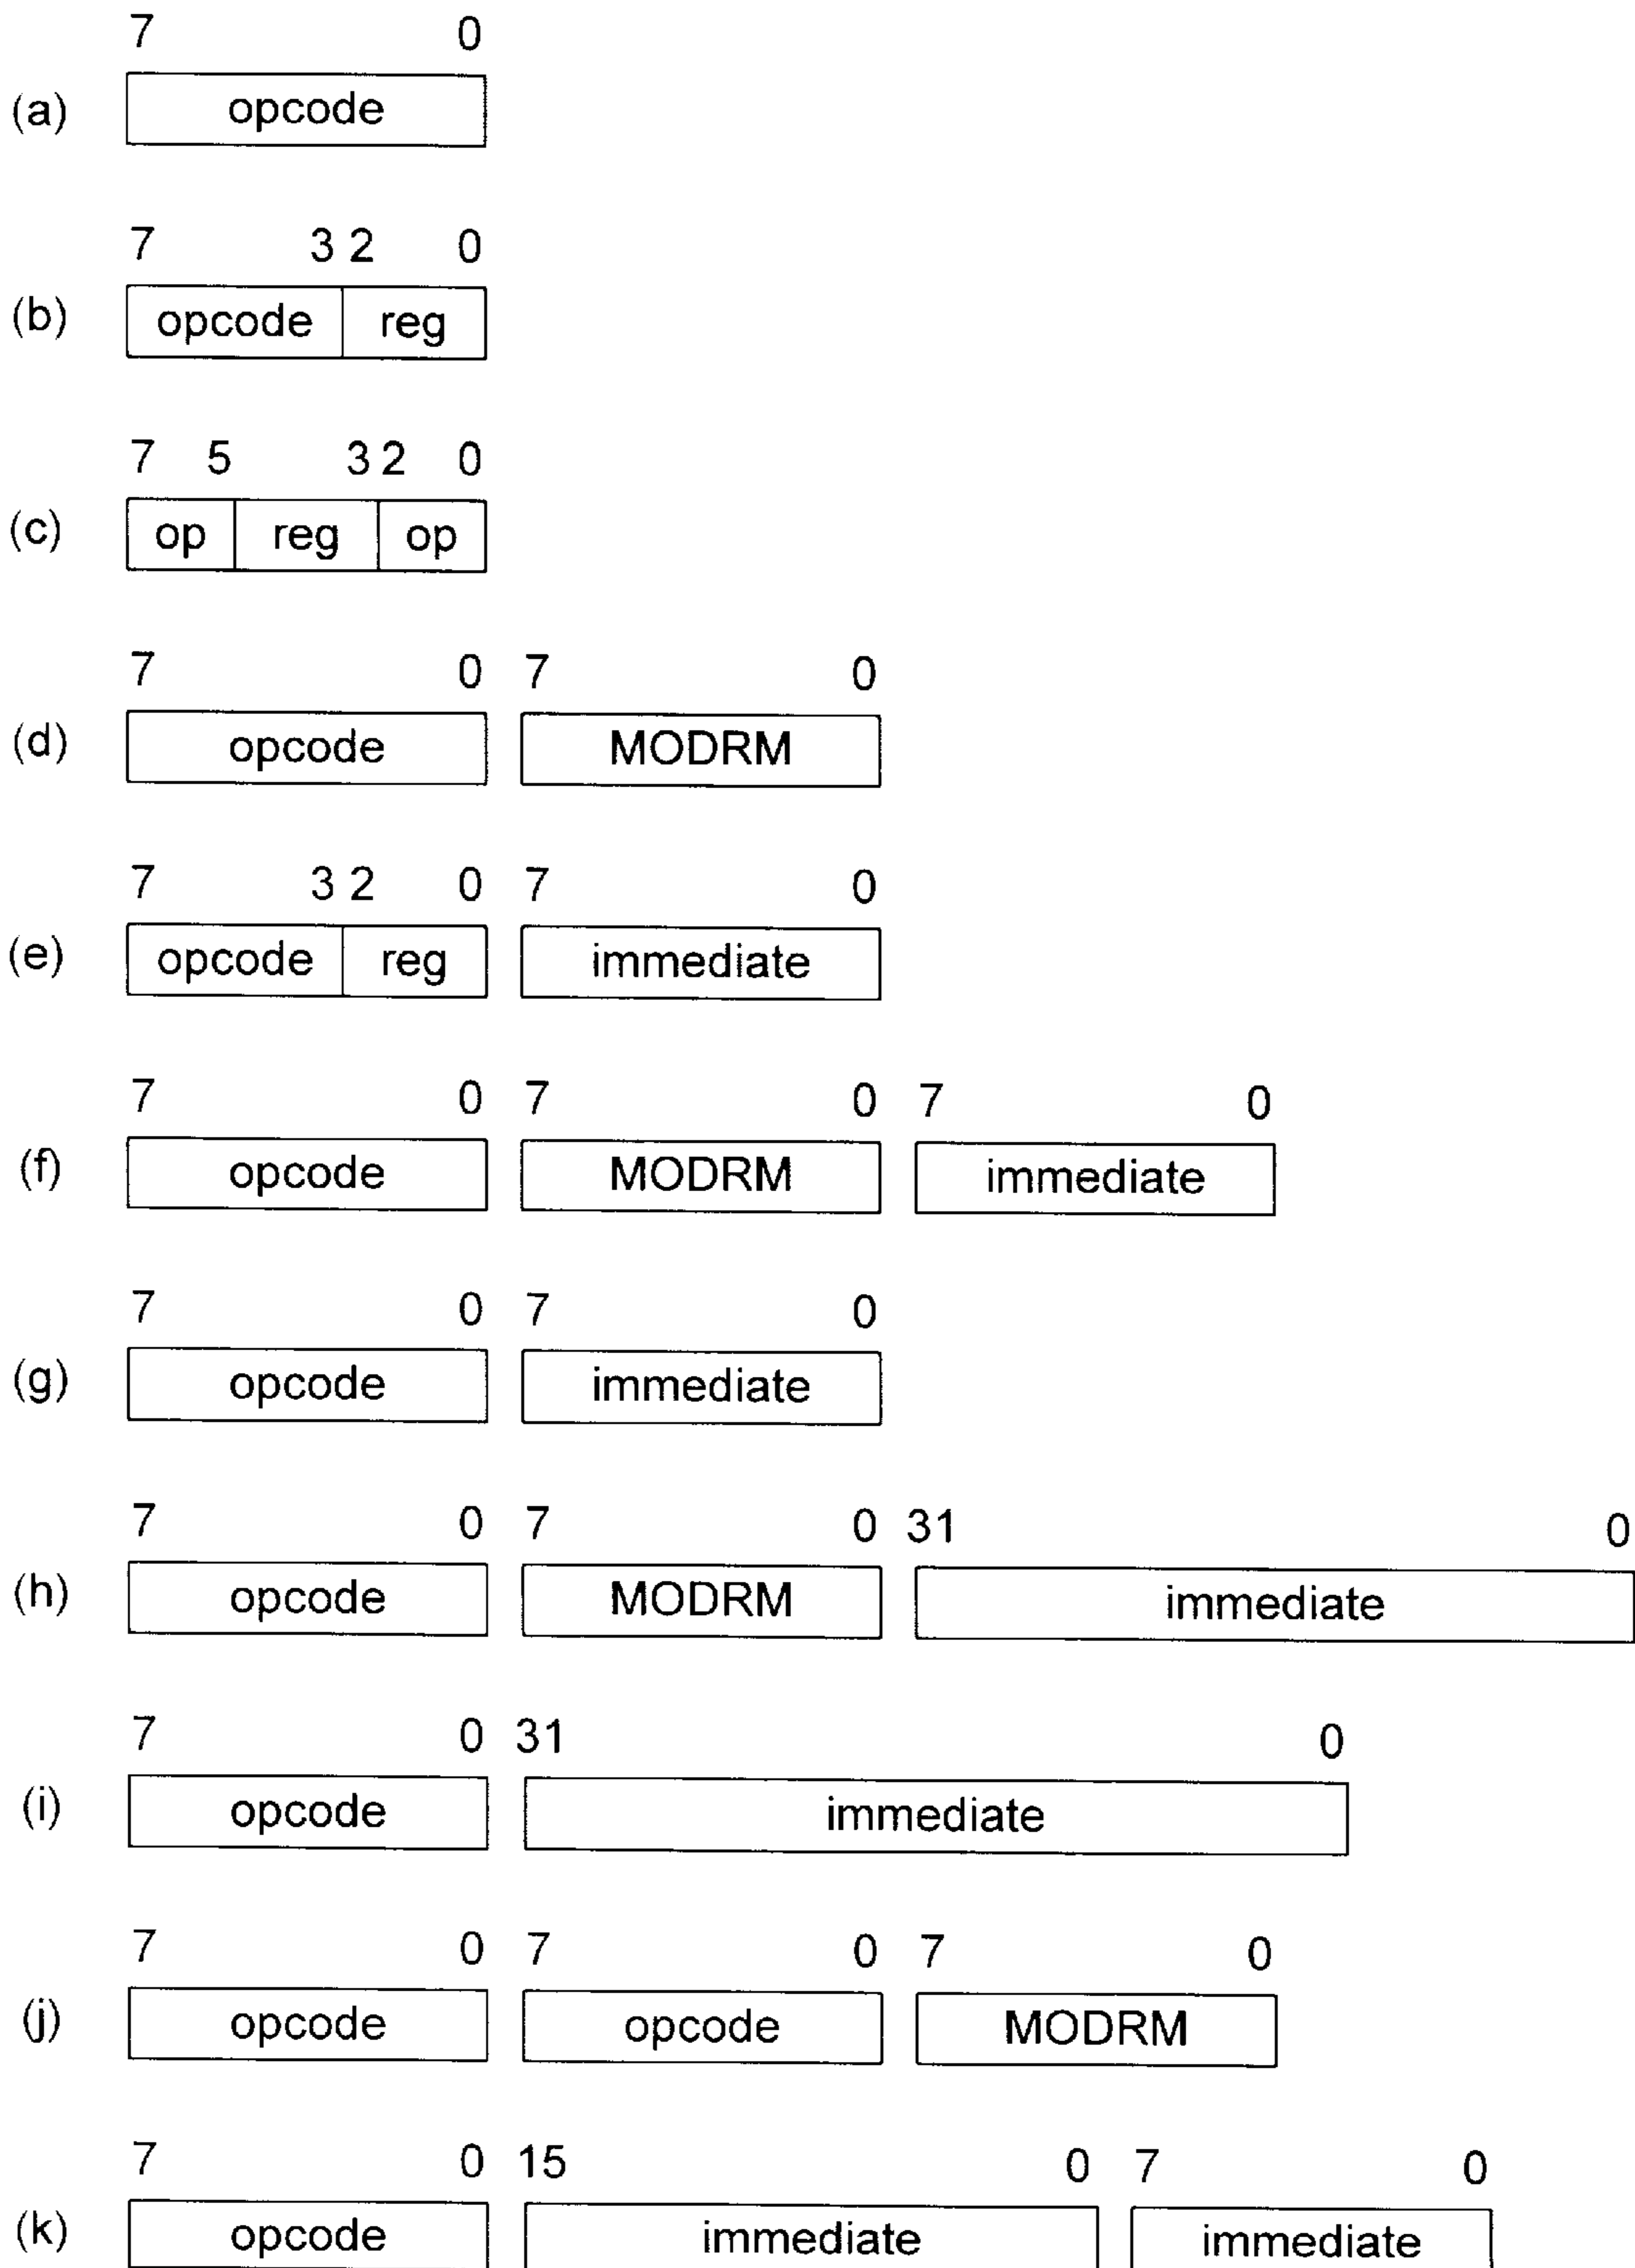 7 0
(a) opcode
7 3 2 0
(b) opcode reg
7 5 3 2 0
(c) op reg op
7 0 7 0
(d) opcode MODRM
7 3 2 0 7 0
(e) opcode reg immediate
7 0 7 0 7 0
(f) opcode MODRM immediate
7 0 7 0
(g) opcode immediate
7 0 7 0 31 0
(h) opcode MODRM immediate
7 0 31 0
(i) opcode immediate
7 0 7 0 7 0
(j) opcode opcode MODRM
7 0 15 0 7 0
(k) opcode immediate immediate